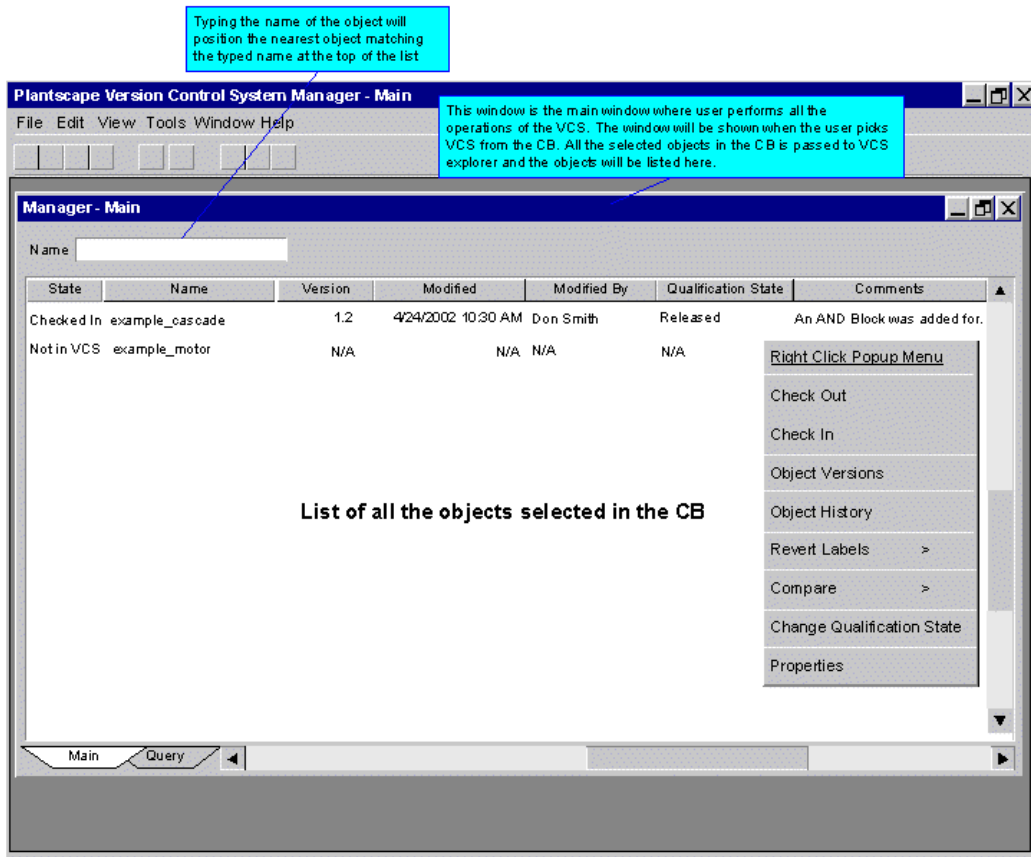 Typing the name of the object will
position the nearest object matching
the typed name at the top of the list
Plantscape Version Control System Manager - Main
File Edit View Tools Window Help
This window is the main window where user performs all the
operations of the VCS. The window will be shown when the user picks
VCS from the CB. All the selected objects in the CB is passed to VCS
explorer and the objects will be listed here.
Manager - Main
Name
State Name Version Modified Modified By Qualification State Comments
Checked In example_cascade 1.2 4/24/2002 10:30 AM Don Smith Released An AND Block was added for.
Not in VCS example_motor N/A N/A N/A N/A
Right Click Popup Menu
Check Out
Check In
Object Versions
List of all the objects selected in the CB
Object History
Revert Labels >
Compare >
Change Qualification State
Properties
Main Query